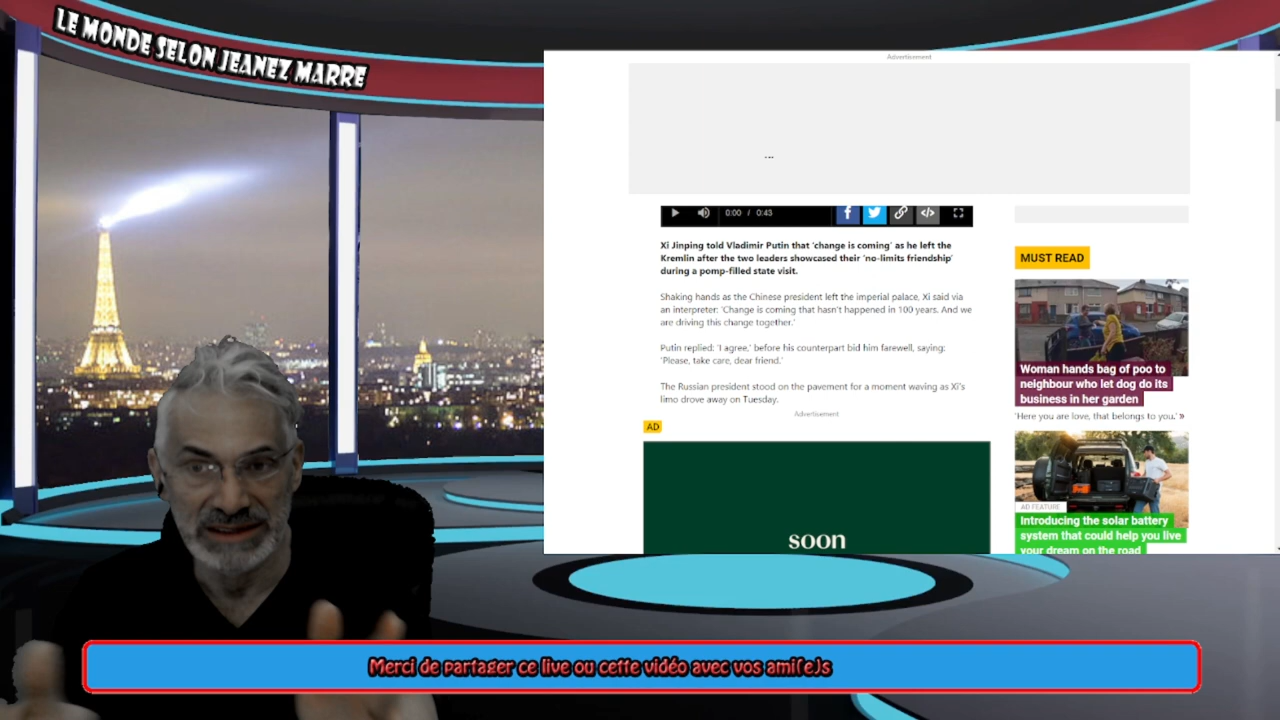 LE MONDE SELON JEANEZ MARRE
Advertisement
...
0:00 / 0:43
Xi Jinping told Vladimir Putin that ‘change is coming’ as he left the
Kremlin after the two leaders showcased their ‘no-limits friendship’
during a pomp-filled state visit.
Shaking hands as the Chinese president left the imperial palace, Xi said via
an interpreter: ‘Change is coming that hasn’t happened in 100 years. And we
are driving this change together.’
Putin replied: ‘I agree,’ before his counterpart bid him farewell, saying:
‘Please, take care, dear friend.’
The Russian president stood on the pavement for a moment waving as Xi’s
limo drove away on Tuesday.
Advertisement
AD
soon
MUST READ
Woman hands bag of poo to
neighbour who let dog do its
business in her garden
'Here you are love, that belongs to you.' »
AD FEATURE
Introducing the solar battery
system that could help you live
your dream on the road
Merci de partager ce live ou cette vidéo avec vos ami(e)s